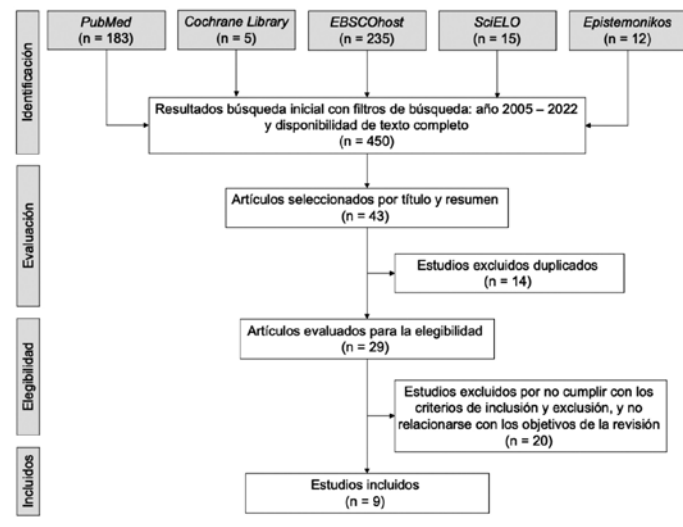 PubMed
(n = 183)
Cochrane Library
(n = 5)
EBSCOhost
(n = 235)
SciELO
(n = 15)
Epistemonikos
(n = 12)
Identificación
Resultados búsqueda inicial con filtros de búsqueda: año 2005 – 2022
y disponibilidad de texto completo
(n = 450)
Evaluación
Artículos seleccionados por título y resumen
(n = 43)
Estudios excluidos duplicados
(n = 14)
Elegibilidad
Artículos evaluados para la elegibilidad
(n = 29)
Estudios excluidos por no cumplir con los
criterios de inclusión y exclusión, y no
relacionarse con los objetivos de la revisión
(n = 20)
Incluidos
Estudios incluidos
(n = 9)